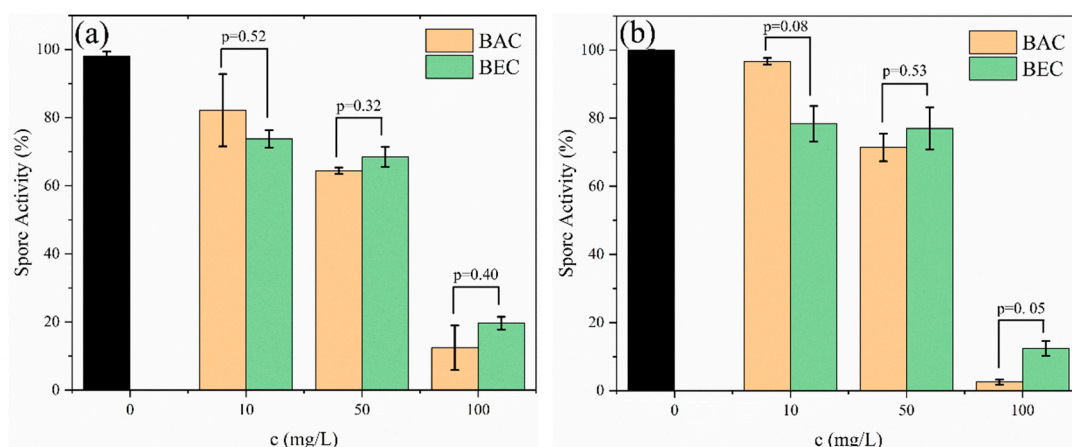 (a)
BAC
BEC
p=0.52
p=0.32
p=0.40
100
80
60
40
20
0
Spore Activity (%)
0 10 50 100
c (mg/L)
(b)
BAC
BEC
p=0.08
p=0.53
p=0. 05
100
80
60
40
20
0
Spore Activity (%)
0 10 50 100
c (mg/L)